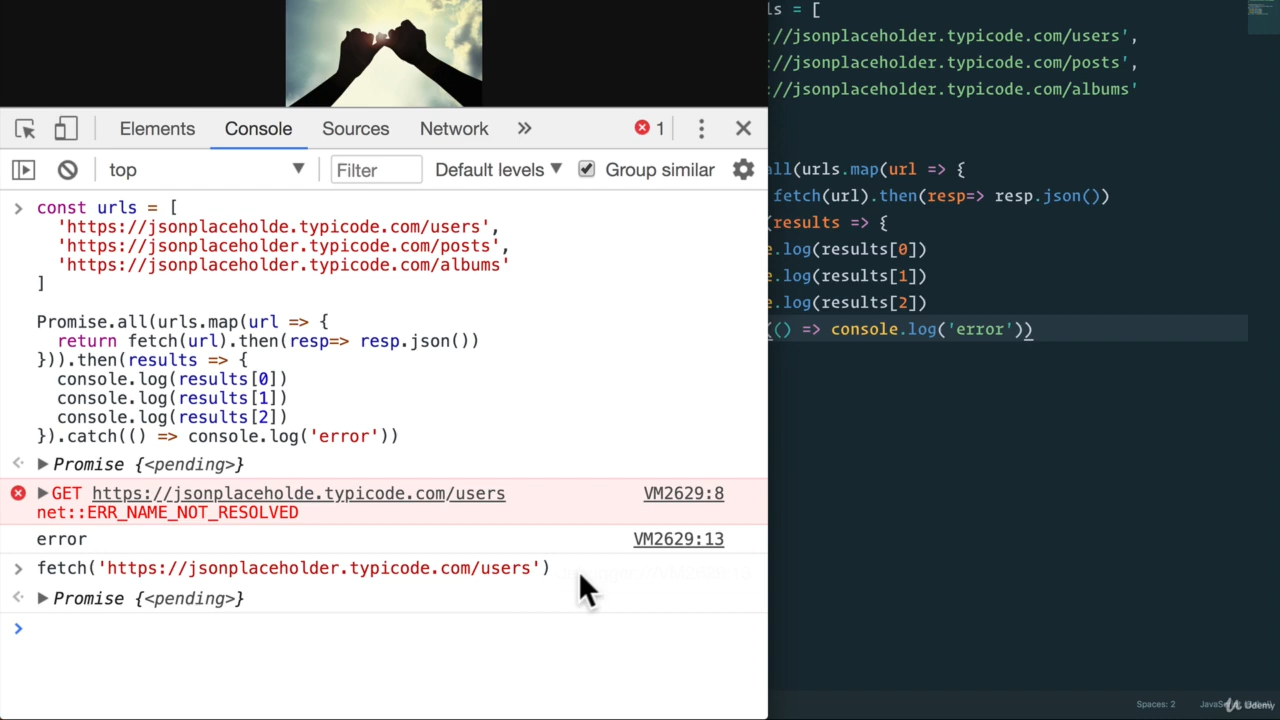 Elements Console Sources Network » 1
top Filter Default levels Group similar
> const urls = [
'https://jsonplaceholde.typicode.com/users',
'https://jsonplaceholder.typicode.com/posts',
'https://jsonplaceholder.typicode.com/albums'
]
Promise.all(urls.map(url => {
return fetch(url).then(resp=> resp.json())
})).then(results => {
console.log(results[0])
console.log(results[1])
console.log(results[2])
}).catch(() => console.log('error'))
Promise {<pending>}
GET https://jsonplaceholde.typicode.com/users VM2629:8
net::ERR_NAME_NOT_RESOLVED
error VM2629:13
> fetch('https://jsonplaceholder.typicode.com/users')
Promise {<pending>}
>
ls = [
://jsonplaceholder.typicode.com/users',
://jsonplaceholder.typicode.com/posts',
://jsonplaceholder.typicode.com/albums'
all(urls.map(url => {
fetch(url).then(resp=> resp.json())
(results => {
e.log(results[0])
e.log(results[1])
e.log(results[2])
(() => console.log('error'))
Spaces: 2
Udemy